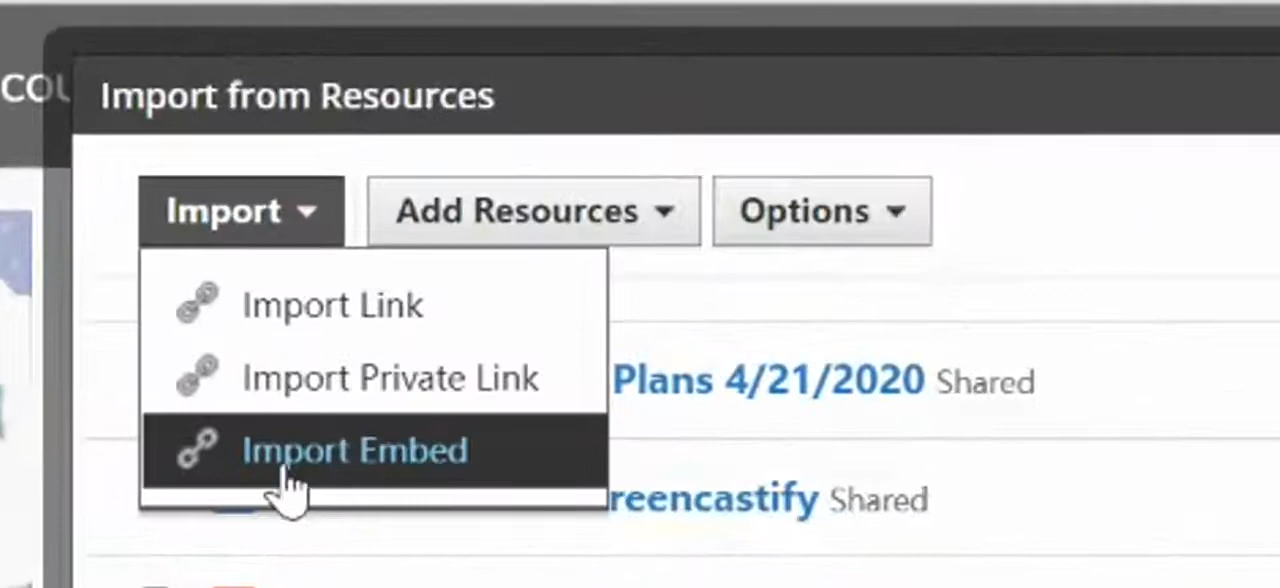 COU
Import from Resources
Import Add Resources Options
Import Link
Import Private Link
Plans 4/21/2020 Shared
Import Embed
reencastify Shared